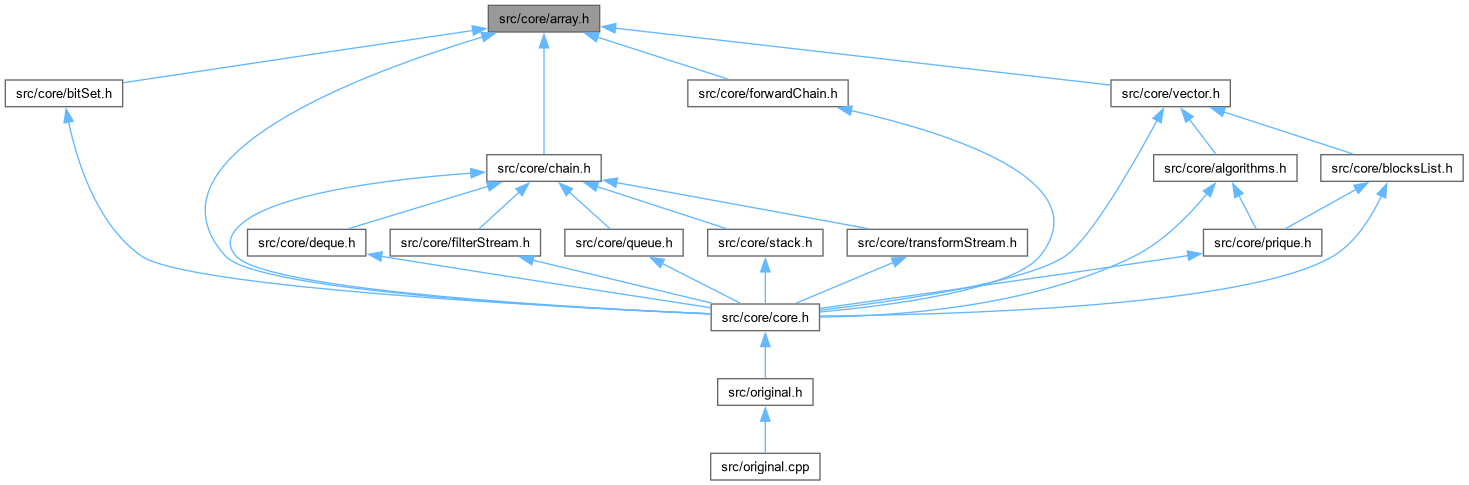 src/core/array.h
src/core/bitSet.h
src/core/forwardChain.h
src/core/vector.h
src/core/chain.h
src/core/algorithms.h
src/core/blocksList.h
src/core/deque.h
src/core/filterStream.h
src/core/queue.h
src/core/stack.h
src/core/transformStream.h
src/core/prique.h
src/core/core.h
src/original.h
src/original.cpp